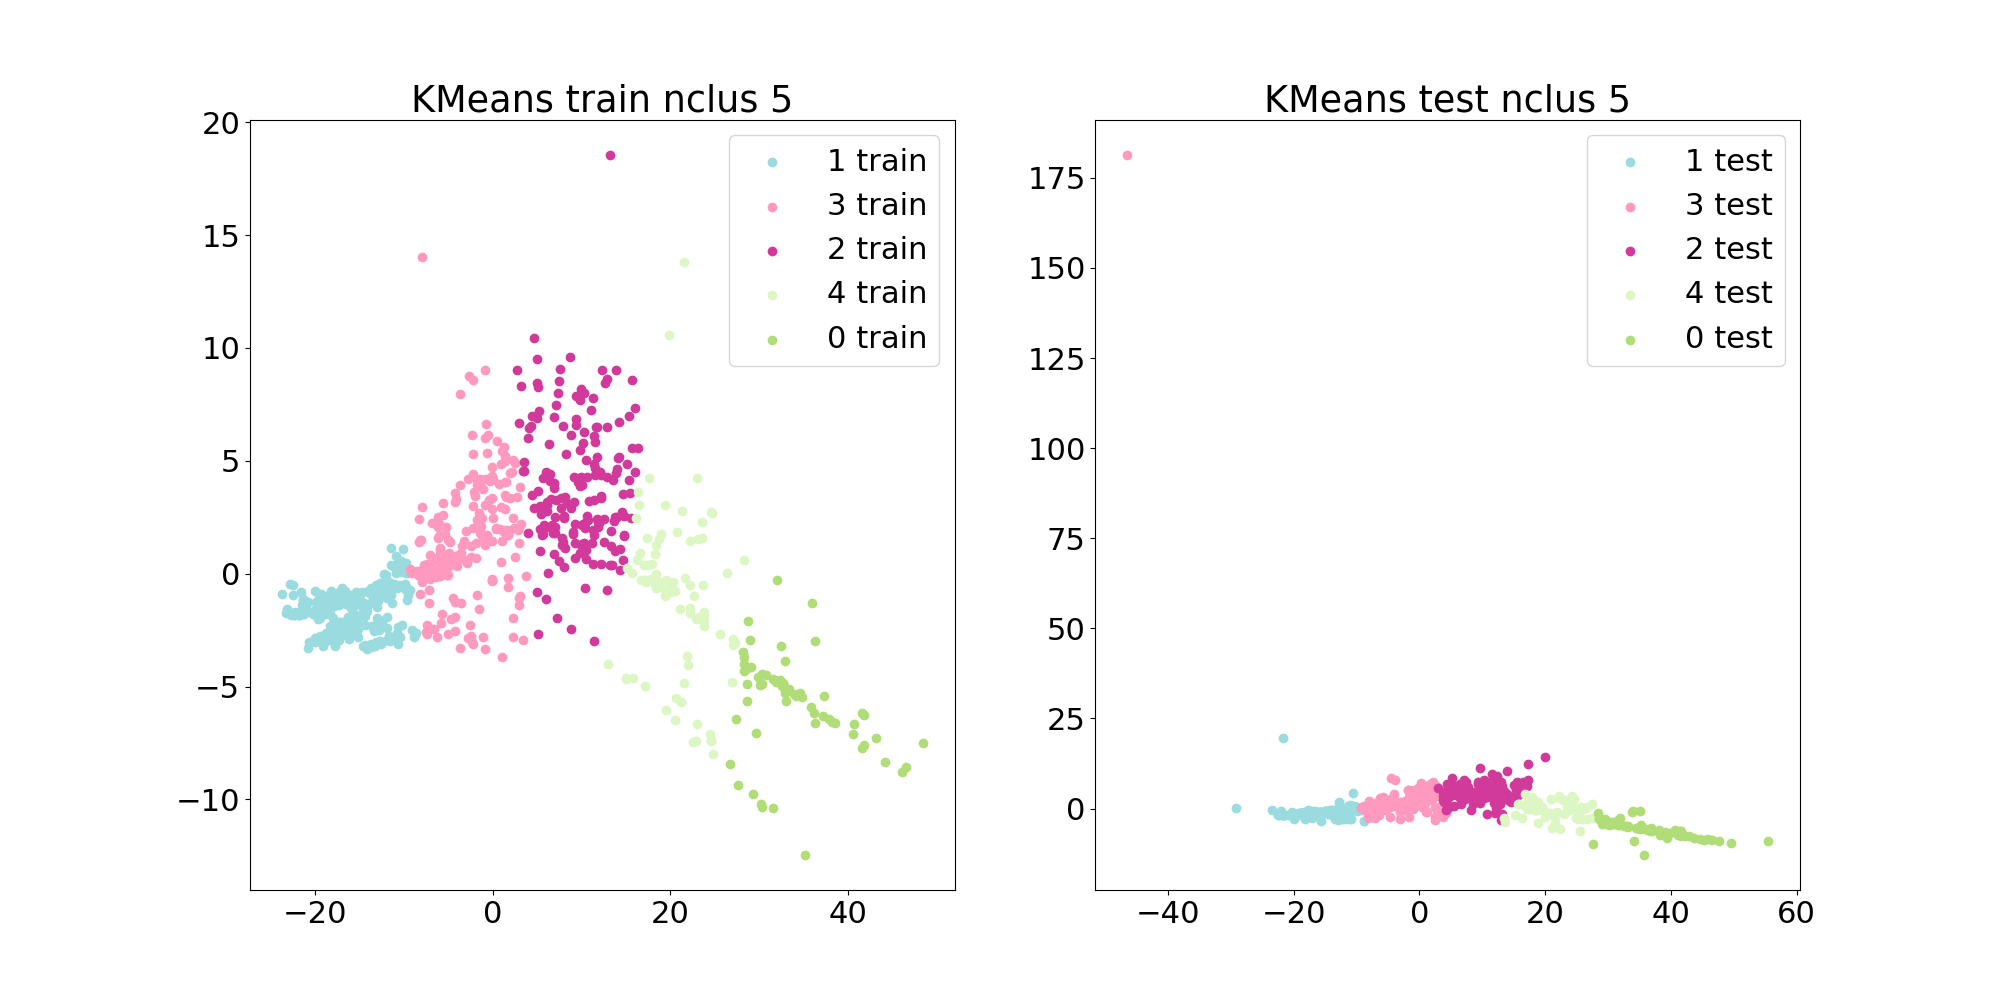 KMeans train nclus 5
20
15
10
5
0
−5
−10
−20
0
20
40
1 train
3 train
2 train
4 train
0 train
KMeans test nclus 5
175
150
125
100
75
50
25
0
−40
−20
0
20
40
60
1 test
3 test
2 test
4 test
0 test